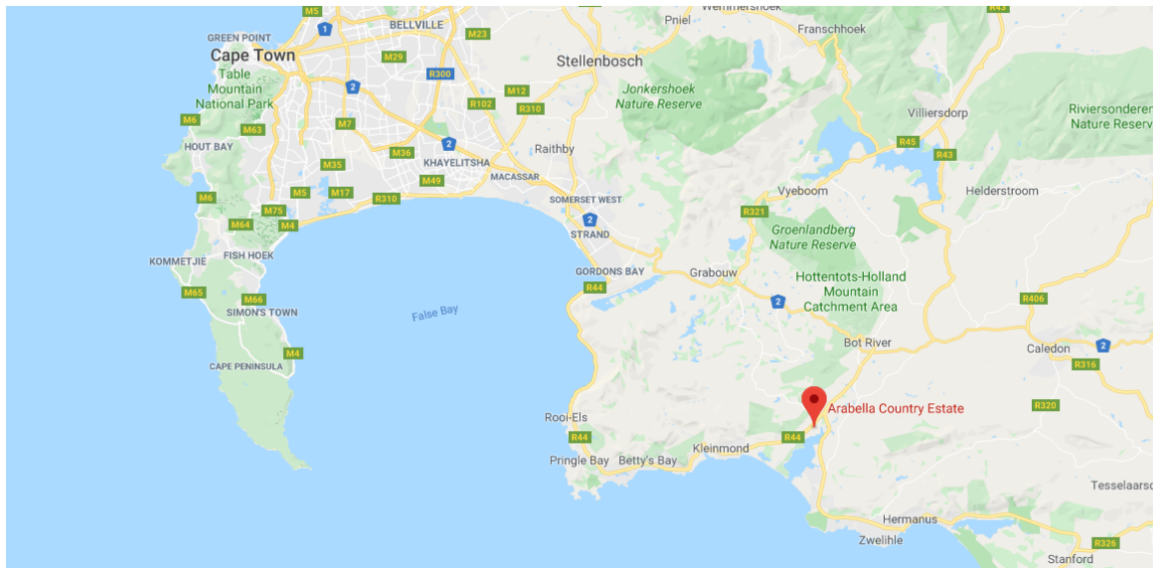 M5
R43
Wemmershoek
Pniel
BELLVILLE
M23
Franschhoek
GREEN POINT
1
Cape Town
M29
Stellenbosch
R300
Table
Mountain
National Park
2
M12
Jonkershoek
Nature Reserve
R102
R310
Villiersdorp
Riviersonderen
Nature Reserv
M6
M63
M7
2
R45
HOUT BAY
M36
Raithby
R43
KHAYELITSHA
M35
MACASSAR
M49
Vyeboom
Helderstroom
M6
M5
M17
R310
SOMERSET WEST
M75
R321
M64
M4
2
STRAND
Groenlandberg
Nature Reserve
KOMMETJIE
FISH HOEK
GORDONS BAY
Grabouw
Hottentots-Holland
Mountain
Catchment Area
R44
M65
M66
2
R406
SIMON'S TOWN
False Bay
Bot River
M4
Caledon
2
CAPE PENINSULA
R316
Arabella Country Estate
R320
Rooi-Els
R44
R44
Kleinmond
Pringle Bay
Betty's Bay
Tesselaarsd
Hermanus
Zwelihle
R326
Stanford